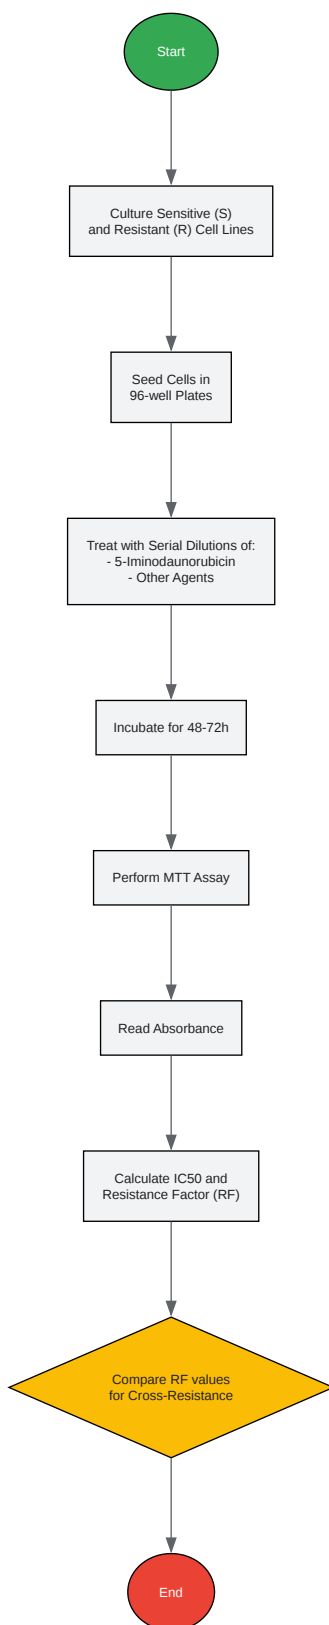 Start
Culture Sensitive (S)
and Resistant (R) Cell Lines
Seed Cells in
96-well Plates
Treat with Serial Dilutions of:
- 5-Iminodaunorubicin
- Other Agents
Incubate for 48-72h
Perform MTT Assay
Read Absorbance
Calculate IC50 and
Resistance Factor (RF)
Compare RF values
for Cross-Resistance
End